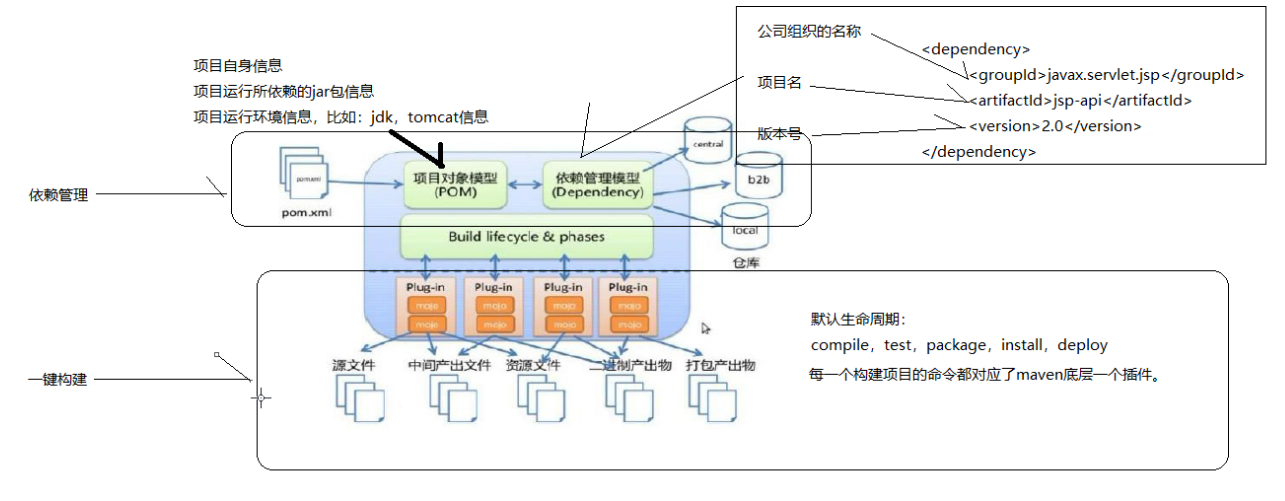 公司组织的名称
<dependency>
<groupId>javax.servlet.jsp</groupId>
项目名
<artifactId>jsp-api</artifactId>
版本号
<version>2.0</version>
</dependency>
项目自身信息
项目运行所依赖的jar包信息
项目运行环境信息，比如：jdk，tomcat信息
依赖管理
pom.xml
pom.xml
项目对象模型
(POM)
依赖管理模型
(Dependency)
central
b2b
local
仓库
Build lifecycle & phases
Plug-in
mojo
mojo
Plug-in
mojo
mojo
Plug-in
mojo
mojo
Plug-in
mojo
mojo
一键构建
源文件
中间产出文件
资源文件
二进制产出物
打包产出物
默认生命周期：
compile，test，package，install，deploy
每一个构建项目的命令都对应了maven底层一个插件。